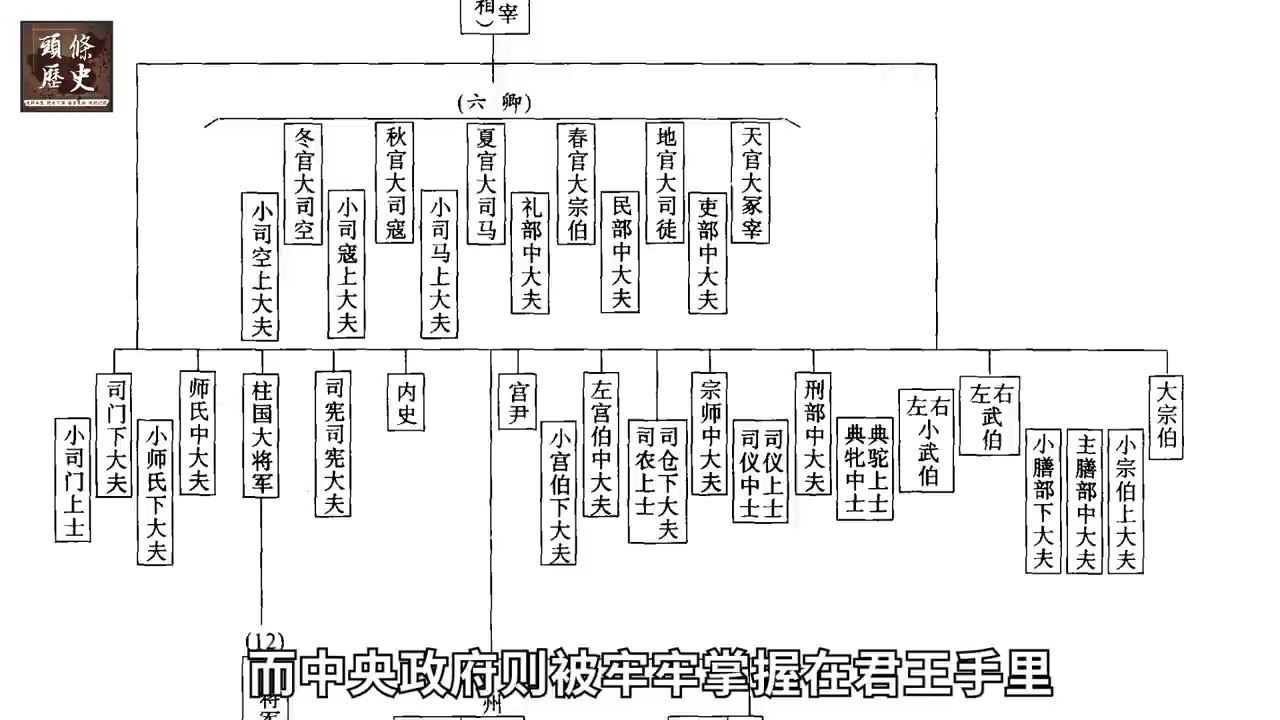 頭條
歷史
相)
宰
(六卿)
冬官大司空
秋官大司寇
夏官大司马
春官大宗伯
地官大司徒
天官大冢宰
小司空上大夫
小司寇上大夫
小司马上大夫
礼部中大夫
民部中大夫
吏部中大夫
司门下大夫
小司门上士
师氏中大夫
小师氏下大夫
柱国大将军
司宪司宪大夫
内史
宫尹
小宫伯下大夫
左宫伯中大夫
司仓下大夫
司农上士
宗师中大夫
司仪上士
司仪中士
刑部中大夫
典驼上士
典牝中士
左右小武伯
左右武伯
小膳部下大夫
主膳部中大夫
小宗伯上大夫
大宗伯
(12)
将军
州
而中央政府则被牢牢掌握在君王手里